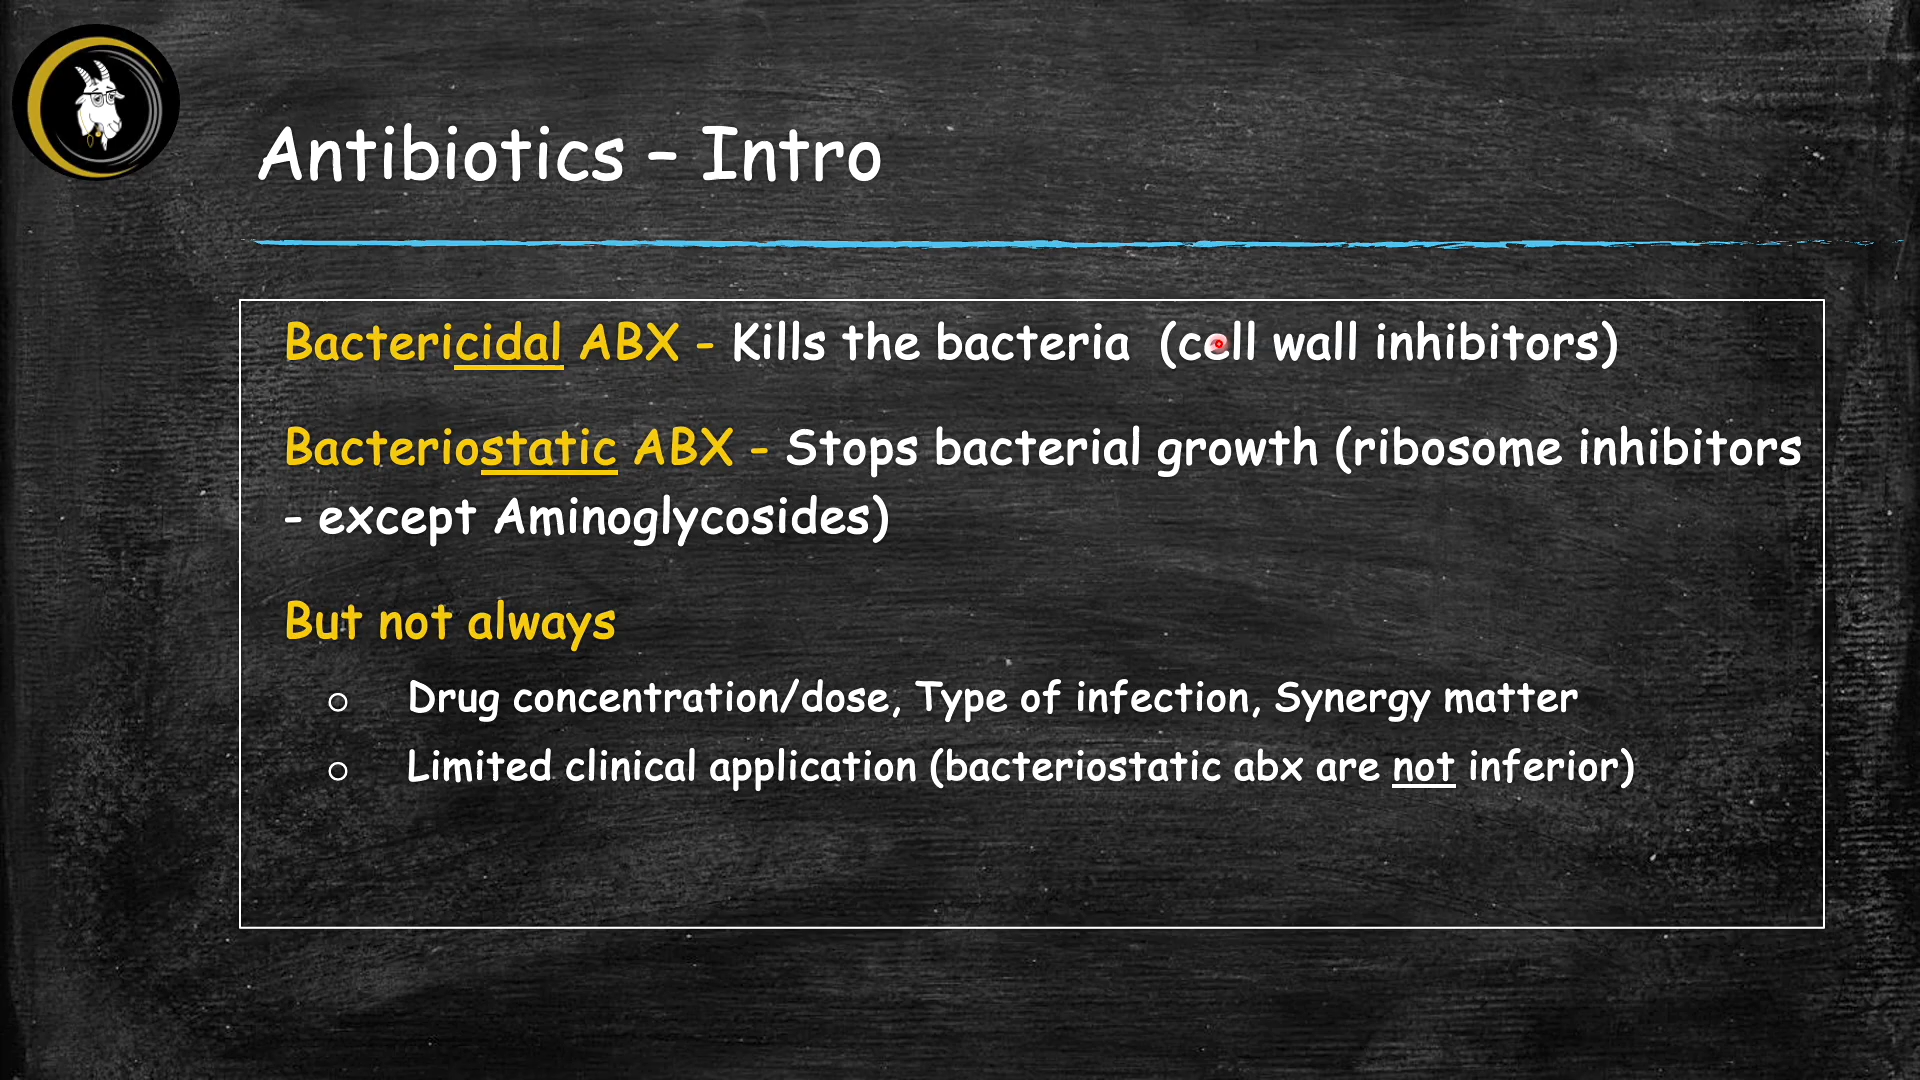 Antibiotics – Intro
Bactericidal ABX - Kills the bacteria (cell wall inhibitors)
Bacteriostatic ABX - Stops bacterial growth (ribosome inhibitors
- except Aminoglycosides)
But not always
○ Drug concentration/dose, Type of infection, Synergy matter
○ Limited clinical application (bacteriostatic abx are not inferior)